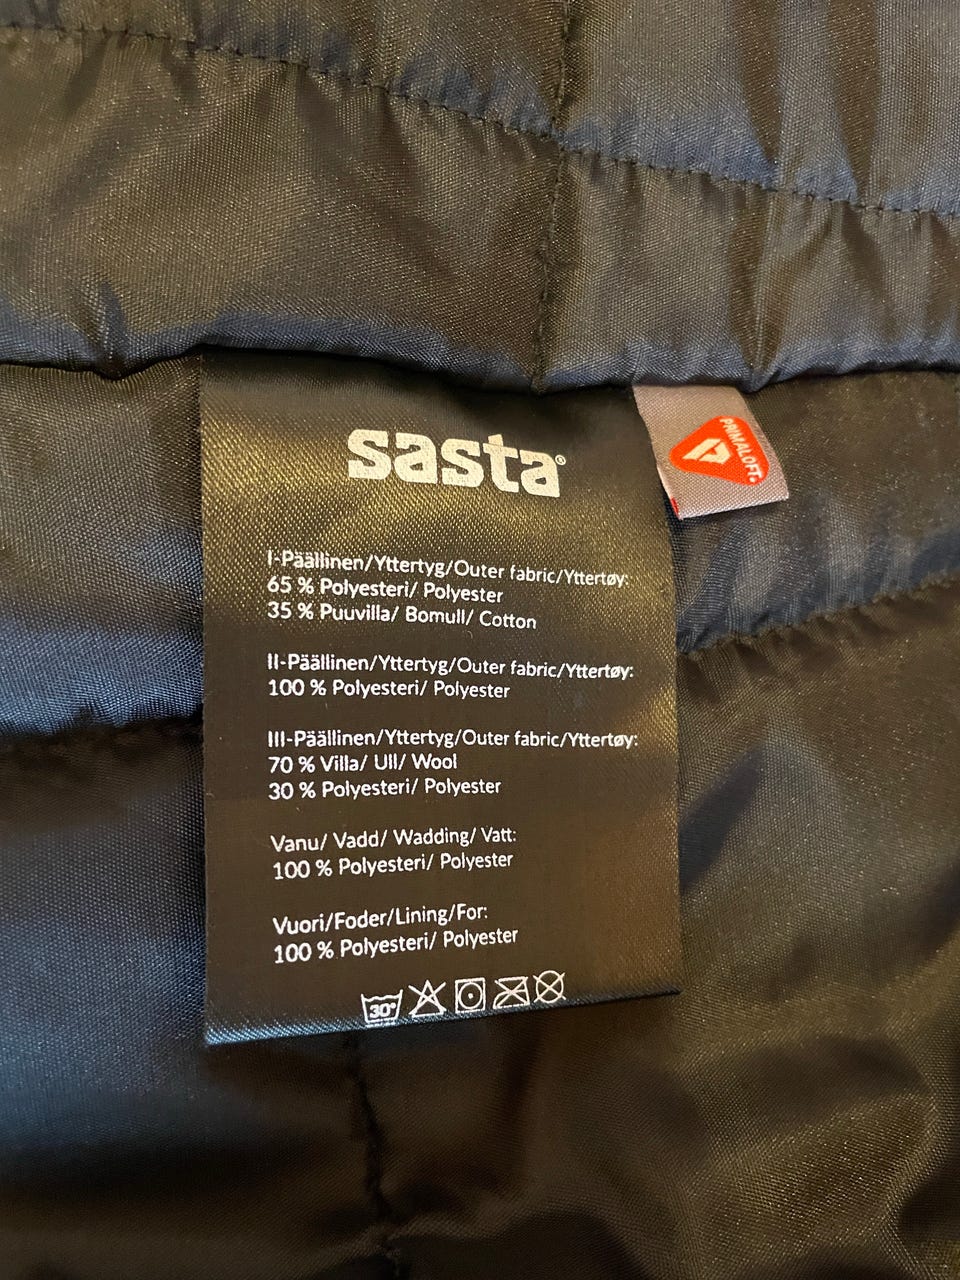 sasta®
PRIMALOFT®
I-Päällinen/Yttertyg/Outer fabric/Yttertøy:
65 % Polyesteri/ Polyester
35 % Puuvilla/ Bomull/ Cotton
II-Päällinen/Yttertyg/Outer fabric/Yttertøy:
100 % Polyesteri/ Polyester
III-Päällinen/Yttertyg/Outer fabric/Yttertøy:
70 % Villa/ Ull/ Wool
30 % Polyesteri/ Polyester
Vanu/ Vadd/ Wadding/ Vatt:
100 % Polyesteri/ Polyester
Vuori/Foder/Lining/For:
100 % Polyesteri/ Polyester
30°